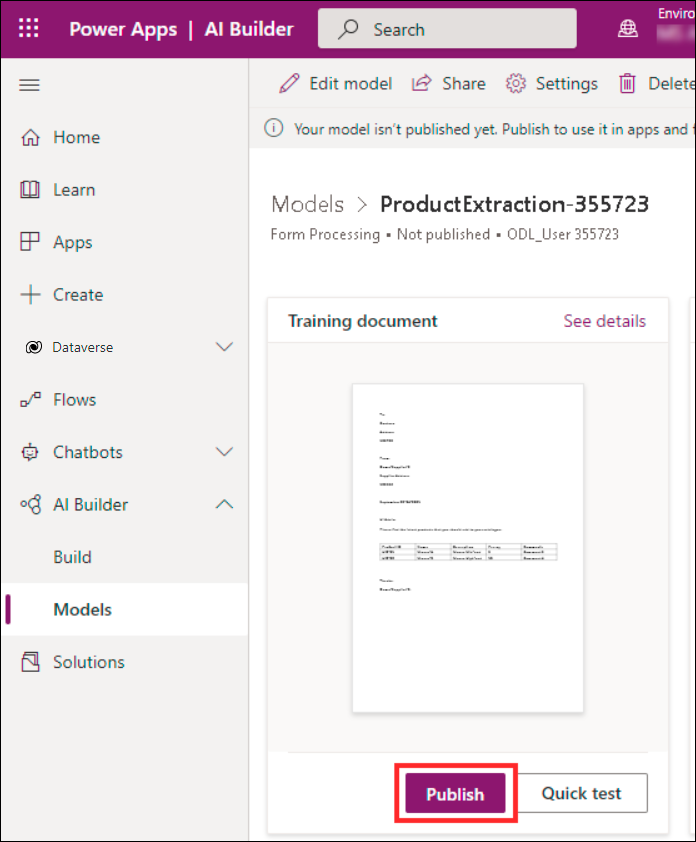 Power Apps | AI Builder
Search
Enviro
Edit model
Share
Settings
Delete
Your model isn't published yet. Publish to use it in apps and
Home
Learn
Apps
Create
Dataverse
Flows
Chatbots
AI Builder
Build
Models
Solutions
Models > ProductExtraction-355723
Form Processing • Not published • ODL_User 355723
Training document
See details
Publish
Quick test